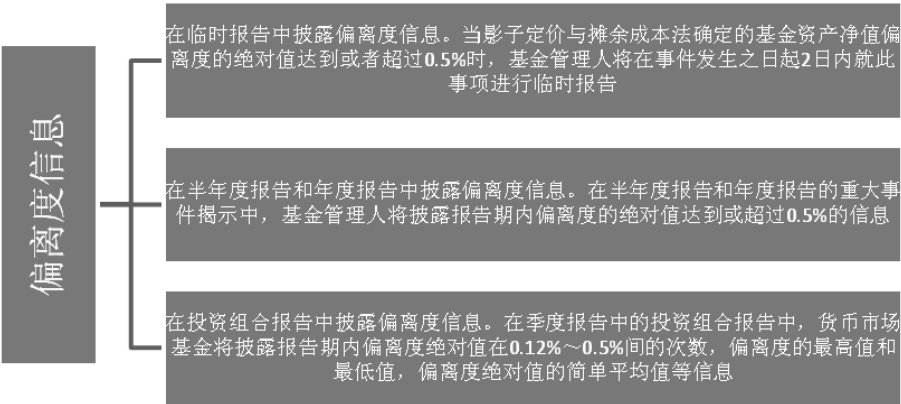 偏离度信息
在临时报告中披露偏离度信息。当影子定价与摊余成本法确定的基金资产净值偏
离度的绝对值达到或者超过0.5%时，基金管理人将在事件发生之日起2日内就此
事项进行临时报告
在半年度报告和年度报告中披露偏离度信息。在半年度报告和年度报告的重大事
件揭示中，基金管理人将披露报告期内偏离度的绝对值达到或超过0.5%的信息
在投资组合报告中披露偏离度信息。在季度报告中的投资组合报告中，货币市场
基金将披露报告期内偏离度绝对值在0.12%～0.5%间的次数，偏离度的最高值和
最低值，偏离度绝对值的简单平均值等信息